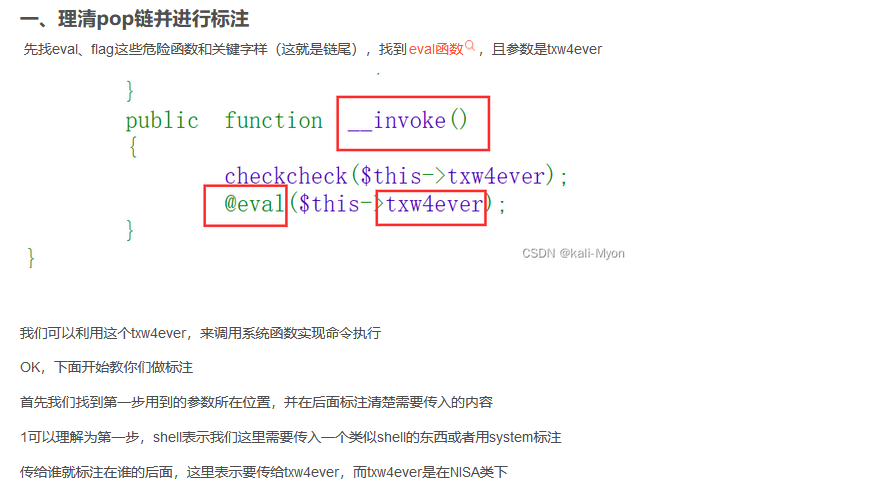 一、理清pop链并进行标注
先找eval、flag这些危险函数和关键字样（这就是链尾），找到eval函数，且参数是txw4ever
}
public function __invoke()
{
checkcheck($this->txw4ever);
@eval($this->txw4ever);
}
}
CSDN @kali-Myon
我们可以利用这个txw4ever，来调用系统函数实现命令执行
OK，下面开始教你们做标注
首先我们找到第一步用到的参数所在位置，并在后面标注清楚需要传入的内容
1可以理解为第一步，shell表示我们这里需要传入一个类似shell的东西或者用system标注
传给谁就标注在谁的后面，这里表示要传给txw4ever，而txw4ever是在NISA类下